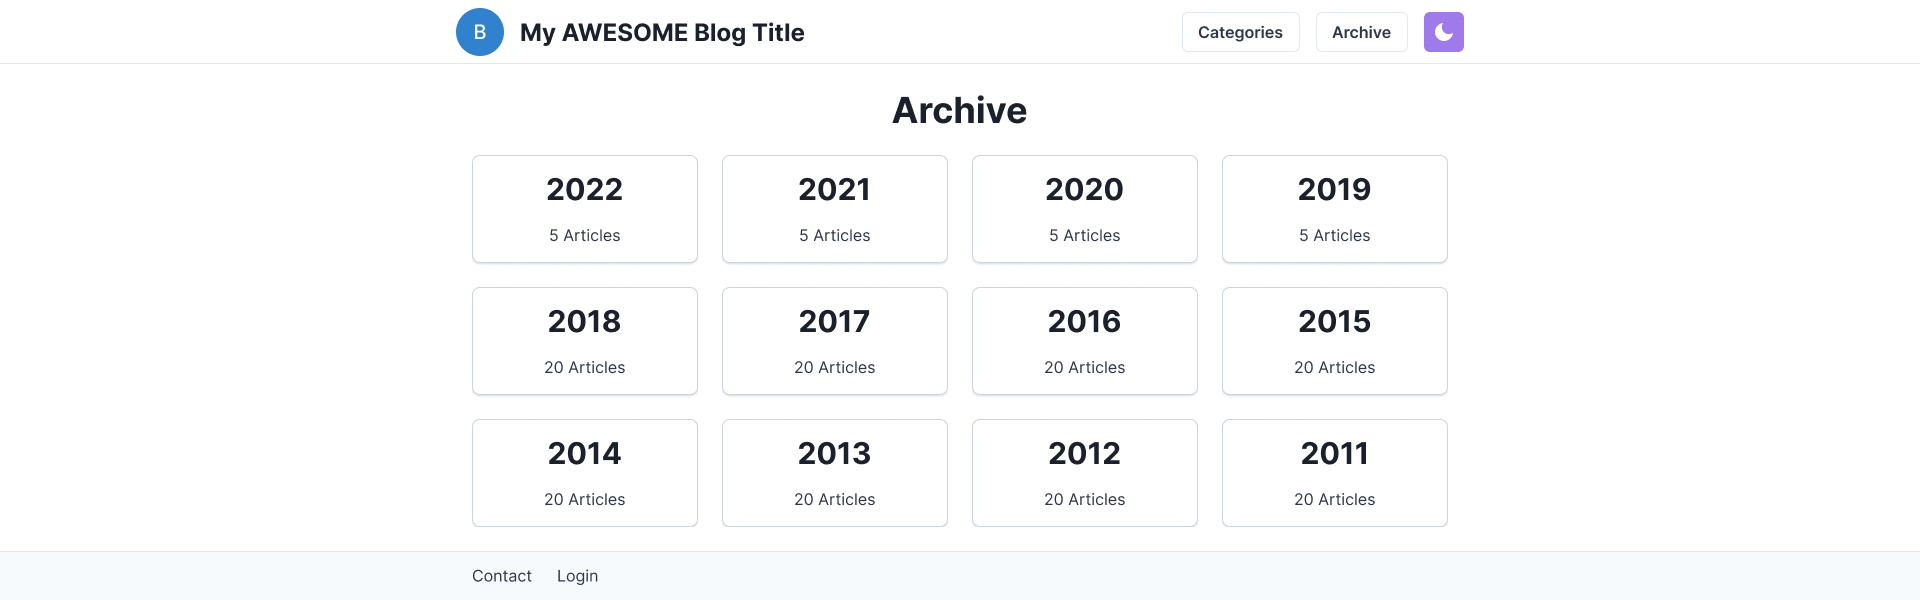 B My AWESOME Blog Title Categories Archive
Archive
2022 2021 2020 2019
5 Articles 5 Articles 5 Articles 5 Articles
2018 2017 2016 2015
20 Articles 20 Articles 20 Articles 20 Articles
2014 2013 2012 2011
20 Articles 20 Articles 20 Articles 20 Articles
Contact Login